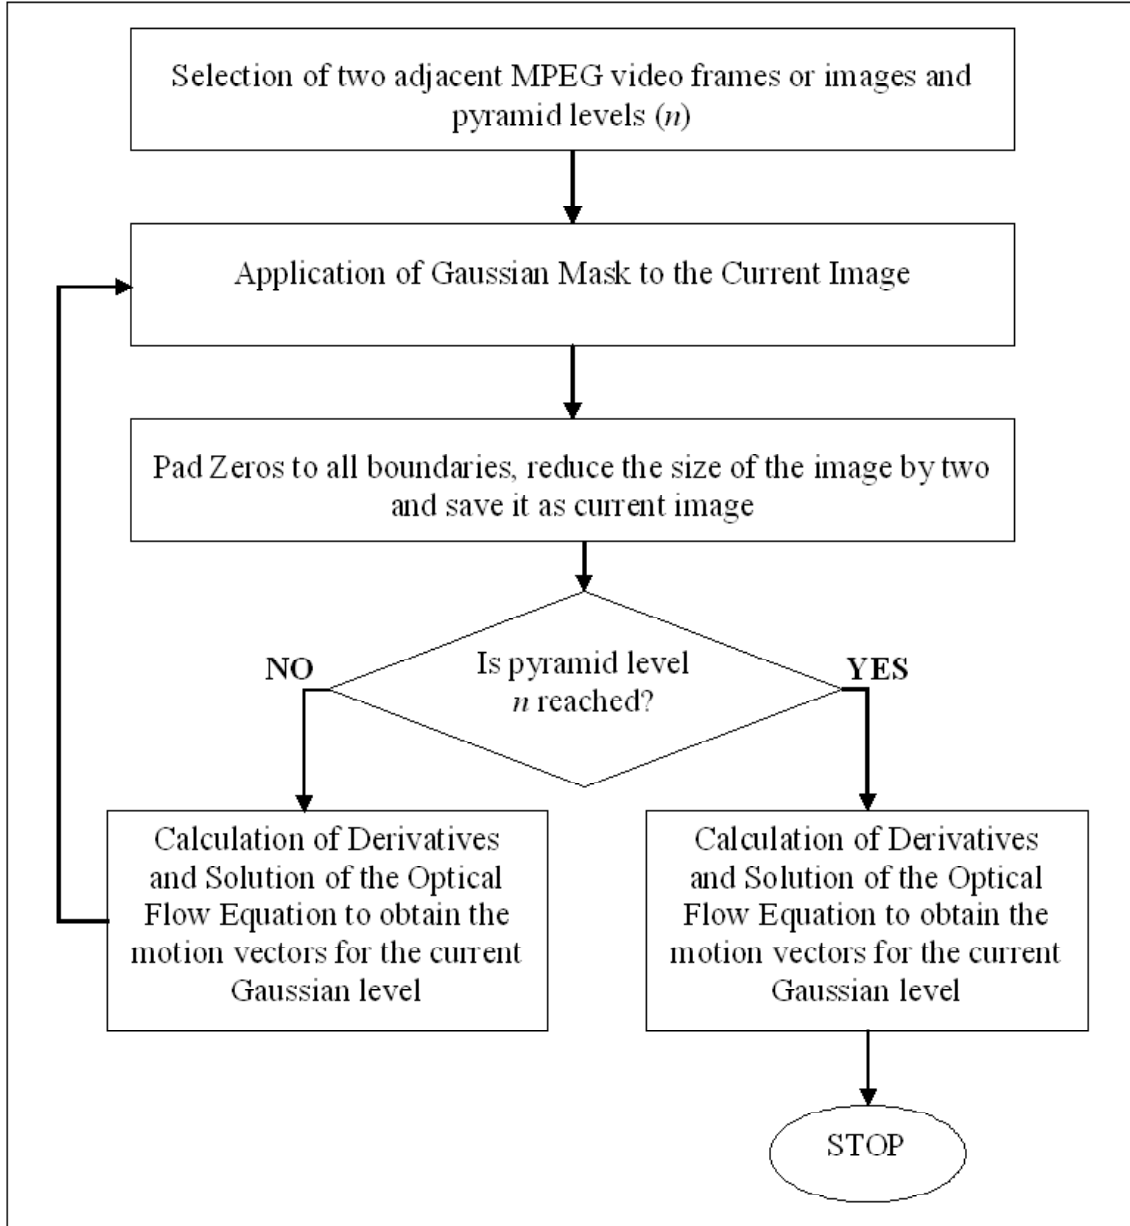 Selection of two adjacent MPEG video frames or images and
pyramid levels (n)
Application of Gaussian Mask to the Current Image
Pad Zeros to all boundaries, reduce the size of the image by two
and save it as current image
NO
Is pyramid level
n reached?
YES
Calculation of Derivatives
and Solution of the Optical
Flow Equation to obtain the
motion vectors for the current
Gaussian level
Calculation of Derivatives
and Solution of the Optical
Flow Equation to obtain the
motion vectors for the current
Gaussian level
STOP